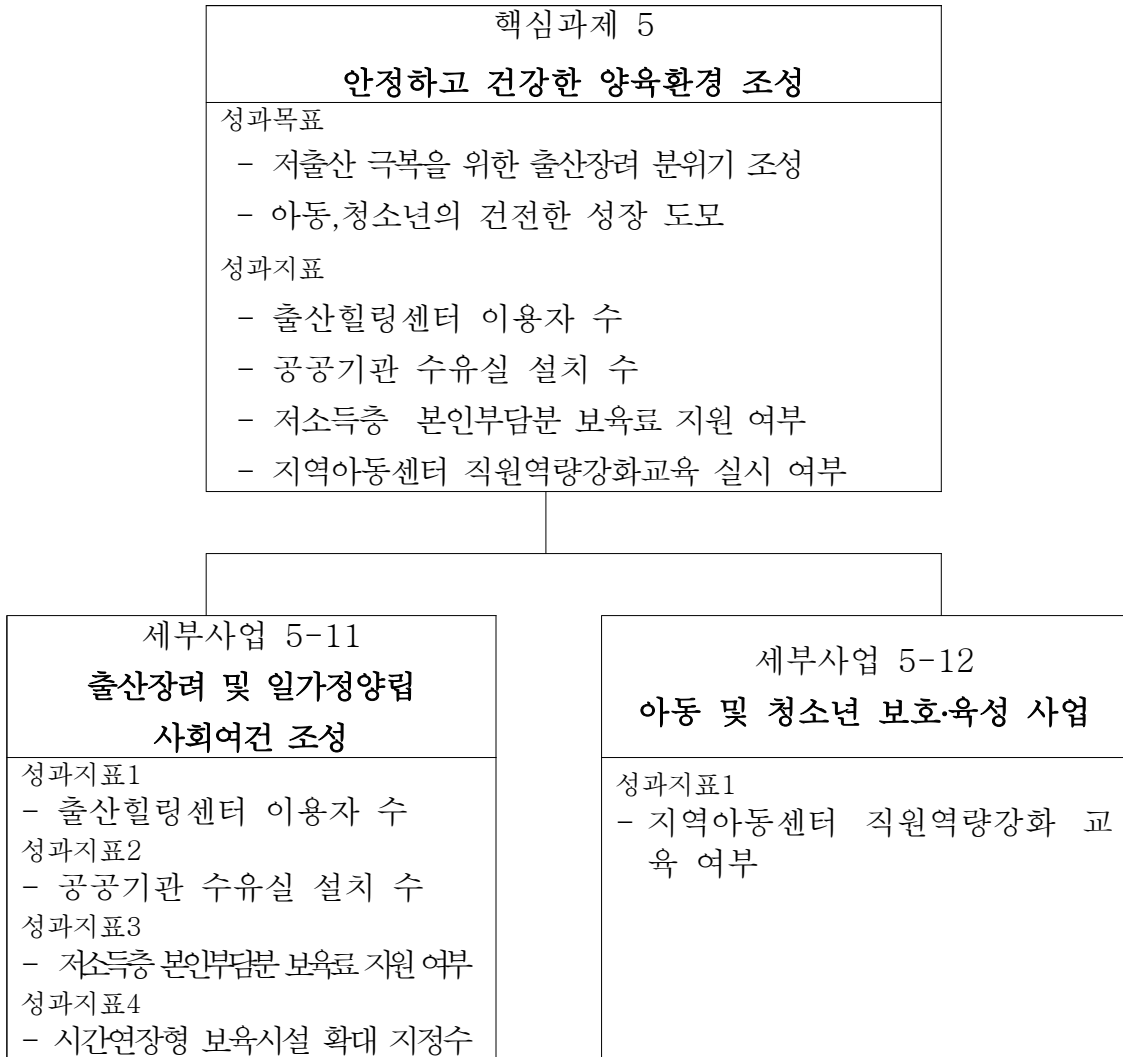 핵심과제 5
안정하고 건강한 양육환경 조성
성과목표
- 저출산 극복을 위한 출산장려 분위기 조성
- 아동,청소년의 건전한 성장 도모
성과지표
- 출산힐링센터 이용자 수
- 공공기관 수유실 설치 수
- 저소득층 본인부담분 보육료 지원 여부
- 지역아동센터 직원역량강화교육 실시 여부
세부사업 5-11
출산장려 및 일가정양립
사회여건 조성
성과지표1
- 출산힐링센터 이용자 수
성과지표2
- 공공기관 수유실 설치 수
성과지표3
- 저소득층 본인부담분 보육료 지원 여부
성과지표4
- 시간연장형 보육시설 확대 지정수
세부사업 5-12
아동 및 청소년 보호·육성 사업
성과지표1
- 지역아동센터 직원역량강화 교
육 여부